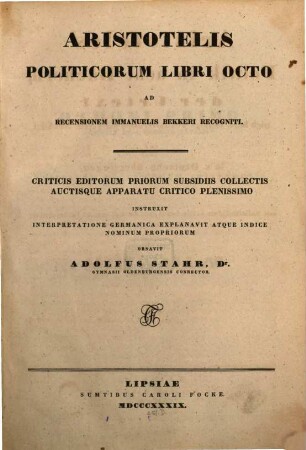 ARISTOTELIS
POLITICORUM LIBRI OCTO
AD
RECENSIONEM IMMANUELIS BEKKERI RECOGNITI.
CRITICIS EDITORUM PRIORUM SUBSIDIIS COLLECTIS
AUCTISQUE APPARATU CRITICO PLENISSIMO
INSTRUXIT
INTERPRETATIONE GERMANICA EXPLANAVIT ATQUE INDICE
NOMINUM PROPRIORUM
ORNAVIT
ADOLFUS STAHR, Dr.
GYMNASII OLDENBURGENSIS CONRECTOR.
LIPSIAE
SUMTIBUS CAROLI FOCKE.
MDCCCXXXIX.